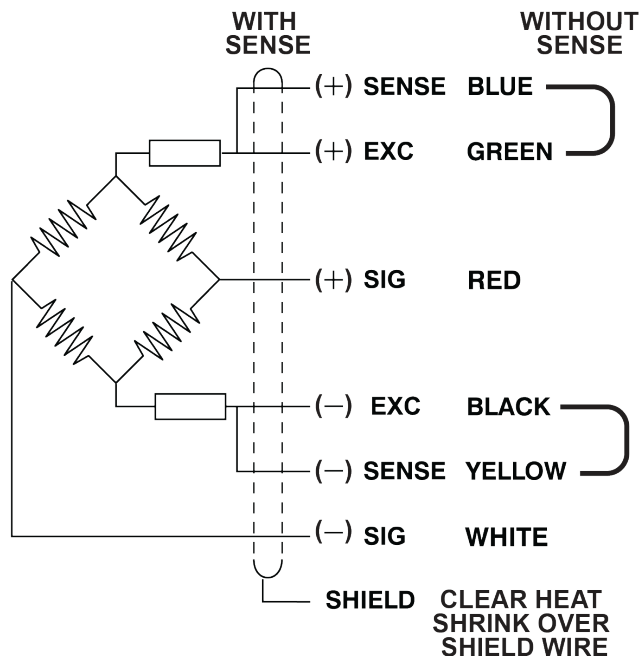 WITH
SENSE
WITHOUT
SENSE
(+) SENSE BLUE
(+) EXC GREEN
(+) SIG RED
(−) EXC BLACK
(−) SENSE YELLOW
(−) SIG WHITE
SHIELD CLEAR HEAT
SHRINK OVER
SHIELD WIRE